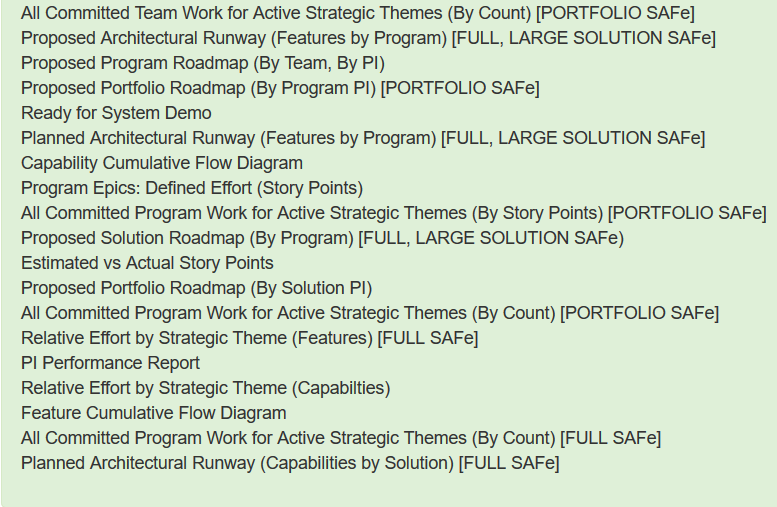 All Committed Team Work for Active Strategic Themes (By Count) [PORTFOLIO SAFe]
Proposed Architectural Runway (Features by Program) [FULL, LARGE SOLUTION SAFe]
Proposed Program Roadmap (By Team, By PI)
Proposed Portfolio Roadmap (By Program PI) [PORTFOLIO SAFe]
Ready for System Demo
Planned Architectural Runway (Features by Program) [FULL, LARGE SOLUTION SAFe]
Capability Cumulative Flow Diagram
Program Epics: Defined Effort (Story Points)
All Committed Program Work for Active Strategic Themes (By Story Points) [PORTFOLIO SAFe]
Proposed Solution Roadmap (By Program) [FULL, LARGE SOLUTION SAFe)
Estimated vs Actual Story Points
Proposed Portfolio Roadmap (By Solution PI)
All Committed Program Work for Active Strategic Themes (By Count) [PORTFOLIO SAFe]
Relative Effort by Strategic Theme (Features) [FULL SAFe]
PI Performance Report
Relative Effort by Strategic Theme (Capabilties)
Feature Cumulative Flow Diagram
All Committed Program Work for Active Strategic Themes (By Count) [FULL SAFe]
Planned Architectural Runway (Capabilities by Solution) [FULL SAFe]